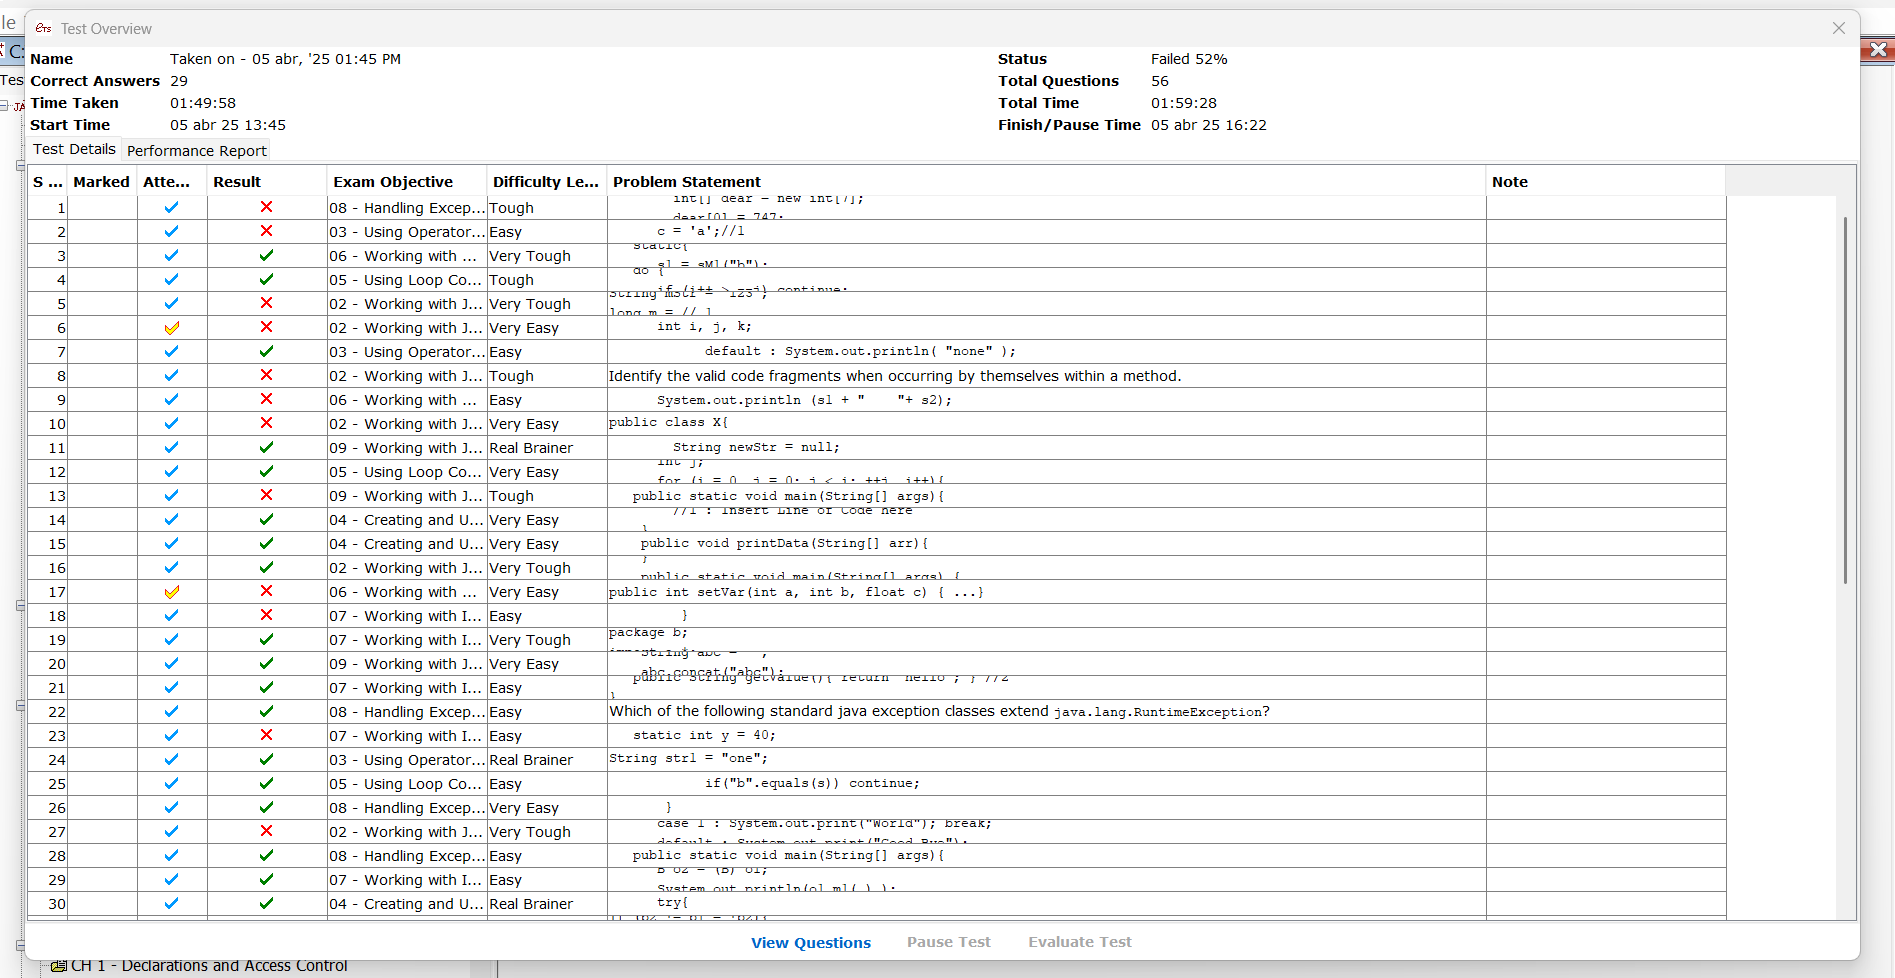 le
Test Overview
Name Taken on - 05 abr, '25 01:45 PM Status Failed 52%
Correct Answers 29 Total Questions 56
Time Taken 01:49:58 Total Time 01:59:28
Start Time 05 abr 25 13:45 Finish/Pause Time 05 abr 25 16:22
Test Details Performance Report
S ... Marked Atte... Result Exam Objective Difficulty Le... Problem Statement Note
1 08 - Handling Excep... Tough int[] dear = new int[7];
dear[0] = 747;
2 03 - Using Operator... Easy c = 'a';//1
3 06 - Working with ... Very Tough static{
s1 = sM1("b");
4 05 - Using Loop Co... Tough do {
if (i++ > --j) continue;
5 02 - Working with J... Very Tough String mStr = "123";
long m = // 1
6 02 - Working with J... Very Easy int i, j, k;
7 03 - Using Operator... Easy default : System.out.println( "none" );
8 02 - Working with J... Tough Identify the valid code fragments when occurring by themselves within a method.
9 06 - Working with ... Easy System.out.println (s1 + "    "+ s2);
10 02 - Working with J... Very Easy public class X{
11 09 - Working with J... Real Brainer String newStr = null;
12 05 - Using Loop Co... Very Easy int j;
for (i = 0, j = 0; j < i; ++j, i++){
13 09 - Working with J... Tough public static void main(String[] args){
14 04 - Creating and U... Very Easy //1 : Insert Line of Code here
}
15 04 - Creating and U... Very Easy public void printData(String[] arr){
16 02 - Working with J... Very Tough }
public static void main(String[] args) {
17 06 - Working with ... Very Easy public int setVar(int a, int b, float c) { ...}
18 07 - Working with I... Easy }
19 07 - Working with I... Very Tough package b;
20 09 - Working with J... Very Easy String abc = "";
abc.concat("abc");
21 07 - Working with I... Easy public String getValue(){ return "hello"; } //2
}
22 08 - Handling Excep... Easy Which of the following standard java exception classes extend java.lang.RuntimeException?
23 07 - Working with I... Easy static int y = 40;
24 03 - Using Operator... Real Brainer String str1 = "one";
25 05 - Using Loop Co... Easy if("b".equals(s)) continue;
26 08 - Handling Excep... Very Easy }
27 02 - Working with J... Very Tough case 1 : System.out.print("World"); break;
default : System.out.print("Good Bye");
28 08 - Handling Excep... Easy public static void main(String[] args){
29 07 - Working with I... Easy B o2 = (B) o1;
System.out.println(o1.m1( ) );
30 04 - Creating and U... Real Brainer try{
View Questions Pause Test Evaluate Test
CH 1 - Declarations and Access Control